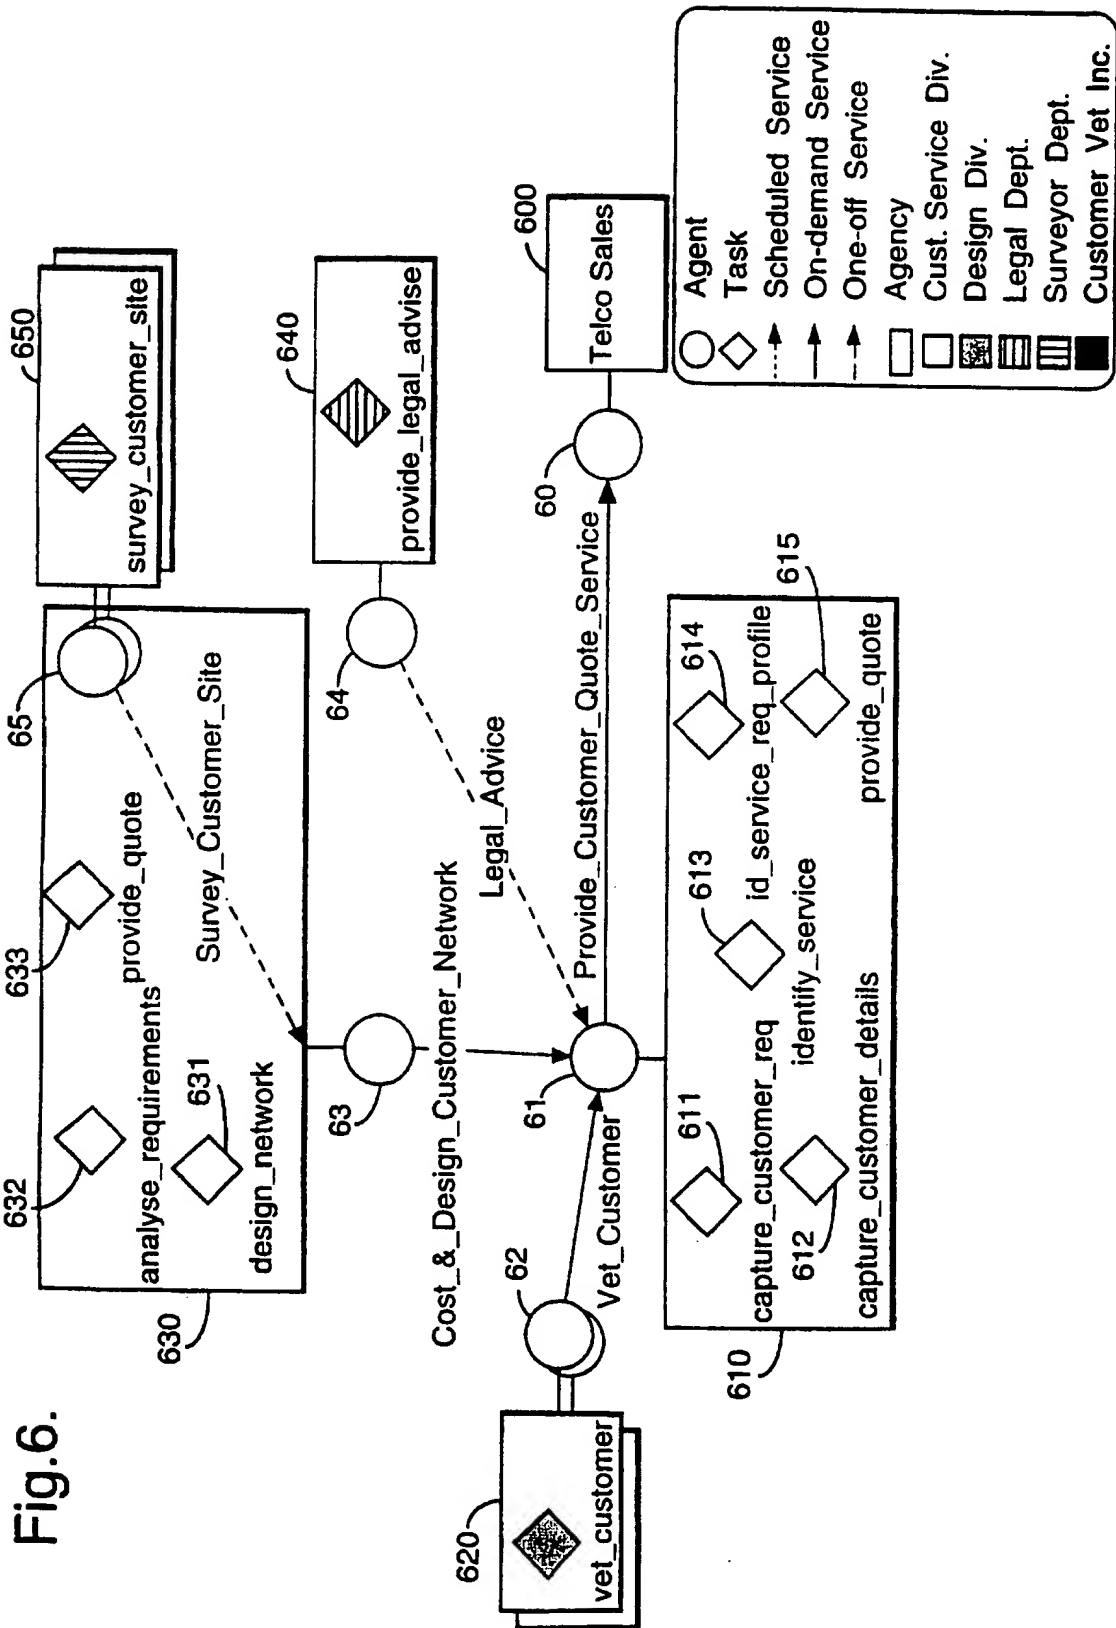 Fig.6.
650
survey_customer_site
65
633
632
provide_quote
analyse_requirements
631
design_network
Survey_Customer_Site
630
640
provide_legal_advise
64
63
Cost_&_Design_Customer_Network
Legal_Advice
600
Telco Sales
60
Provide_Customer_Quote_Service
61
62
Vet_Customer
620
vet_customer
611
613
614
capture_customer_req
id_service_req_profile
identify_service
612
615
capture_customer_details
provide_quote
610
Agent
Task
Scheduled Service
On-demand Service
One-off Service
Agency
Cust. Service Div.
Design Div.
Legal Dept.
Surveyor Dept.
Customer Vet Inc.